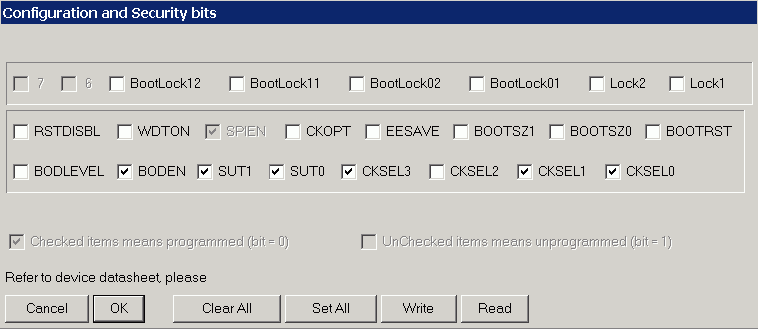 Configuration and Security bits
7 6 BootLock12 BootLock11 BootLock02 BootLock01 Lock2 Lock1
RSTDISBL WDTON SPIEN CKOPT EESAVE BOOTSZ1 BOOTSZ0 BOOTRST
BODLEVEL BODEN SUT1 SUT0 CKSEL3 CKSEL2 CKSEL1 CKSEL0
Checked items means programmed (bit = 0) UnChecked items means unprogrammed (bit = 1)
Refer to device datasheet, please
Cancel OK Clear All Set All Write Read